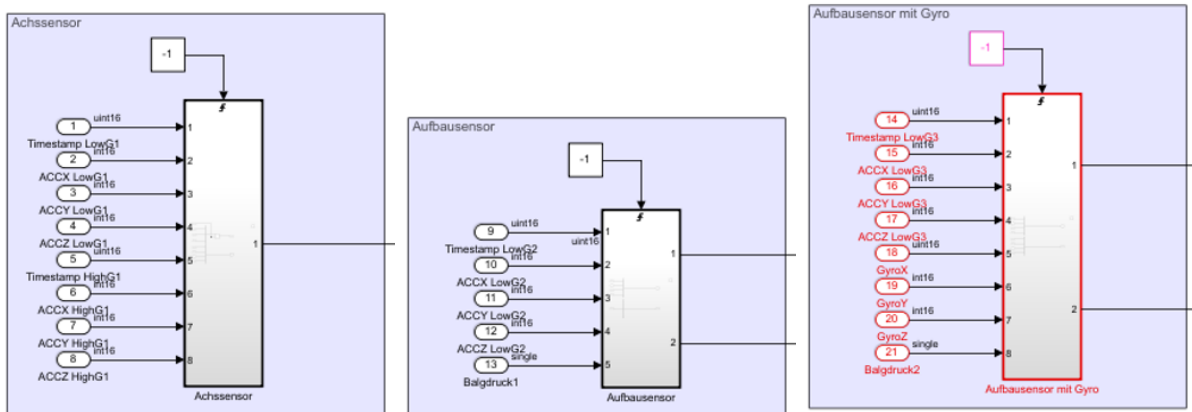 Achssensor
-1
1
uint16
1
Timestamp LowG1
2
int16
2
ACCX LowG1
3
int16
3
ACCY LowG1
4
int16
4
ACCZ LowG1
5
uint16
5
Timestamp HighG1
6
int16
6
ACCX HighG1
7
int16
7
ACCY HighG1
8
int16
8
ACCZ HighG1
1
Achssensor
Aufbausensor
-1
9
uint16
uint16
1
Timestamp LowG2
10
int16
2
ACCX LowG2
11
int16
3
ACCY LowG2
12
int16
4
ACCZ LowG2
13
single
5
Balgdruck1
1
2
Aufbausensor
Aufbausensor mit Gyro
-1
14
uint16
1
Timestamp LowG3
15
int16
2
ACCX LowG3
16
int16
3
ACCY LowG3
17
int16
4
ACCZ LowG3
18
uint16
5
GyroX
19
int16
6
GyroY
20
int16
7
GyroZ
21
single
8
Balgdruck2
1
2
Aufbausensor mit Gyro